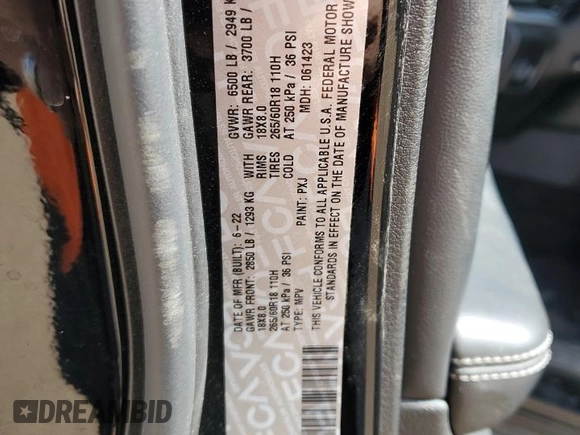 DATE OF MFR (BUILT): 6-22 GVWR: 6500 LB / 2949 K
GAWR FRONT: 2850 LB / 1293 KG WITH GAWR REAR: 3700 LB /
18X8.0 RIMS 18X8.0
265/60R18 110H TIRES 265/60R18 110H
AT 250 kPa / 36 PSI COLD AT 250 kPa / 36 PSI
TYPE: MPV PAINT: PXJ MDH: 061423
THIS VEHICLE CONFORMS TO ALL APPLICABLE U.S.A. FEDERAL MOTOR
STANDARDS IN EFFECT ON THE DATE OF MANUFACTURE SHOW
DREAMBID